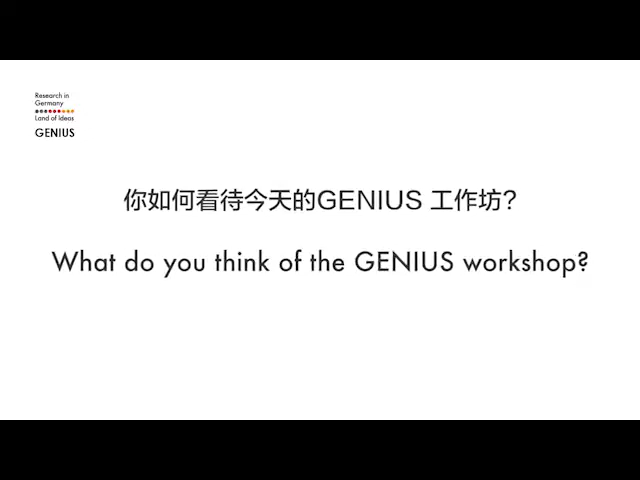 Research in
Germany
Land of Ideas
GENIUS
你如何看待今天的GENIUS 工作坊?
What do you think of the GENIUS workshop?